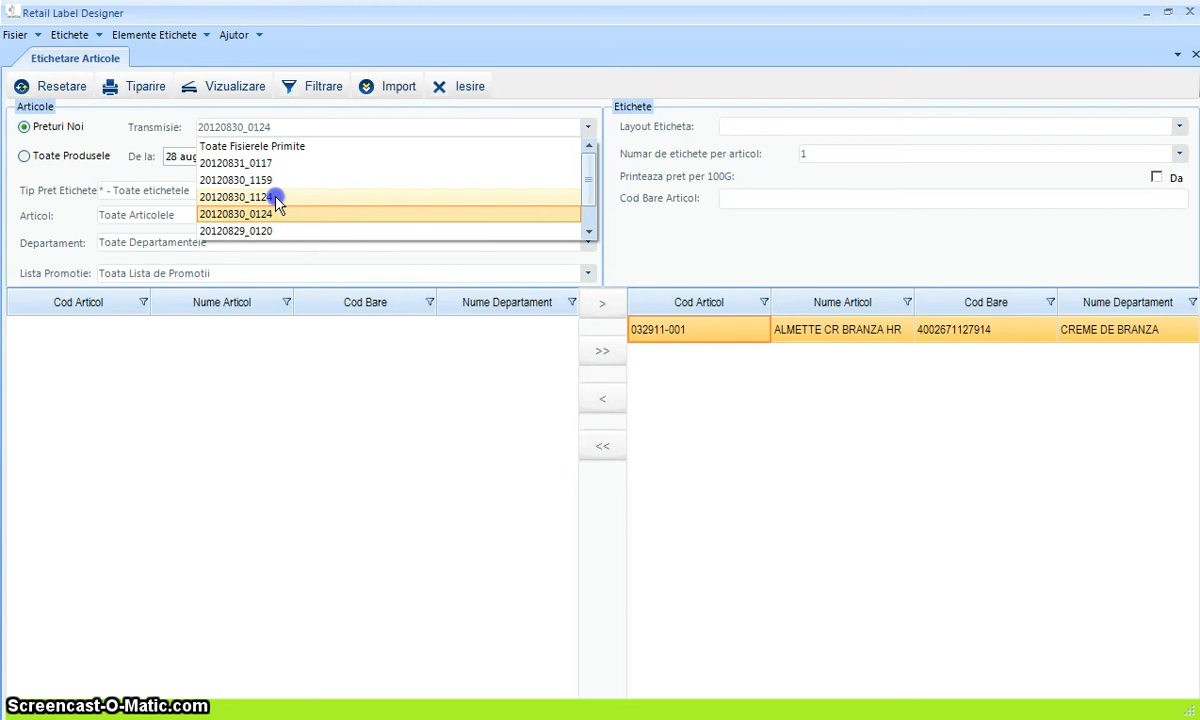 Retail Label Designer
Fisier Etichete Elemente Etichete Ajutor
Etichetare Articole
Resetare Tiparire Vizualizare Filtrare Import Iesire
Articole
Preturi Noi Transmisie: 20120830_0124
Toate Fisierele Primite
20120831_0117
20120830_1159
20120830_1124
20120830_0124
20120829_0120
Toate Produsele De la: 28 aug
Tip Pret Etichete * - Toate etichetele
Articol: Toate Articolele
Departament: Toate Departamentele
Lista Promotie: Toata Lista de Promotii
Etichete
Layout Eticheta:
Numar de etichete per articol: 1
Printeaza pret per 100G: Da
Cod Bare Articol:
Cod Articol Nume Articol Cod Bare Nume Departament
>
>>
<
<<
Cod Articol Nume Articol Cod Bare Nume Departament
032911-001 ALMETTE CR BRANZA HR 4002671127914 CREME DE BRANZA
Screencast-O-Matic.com